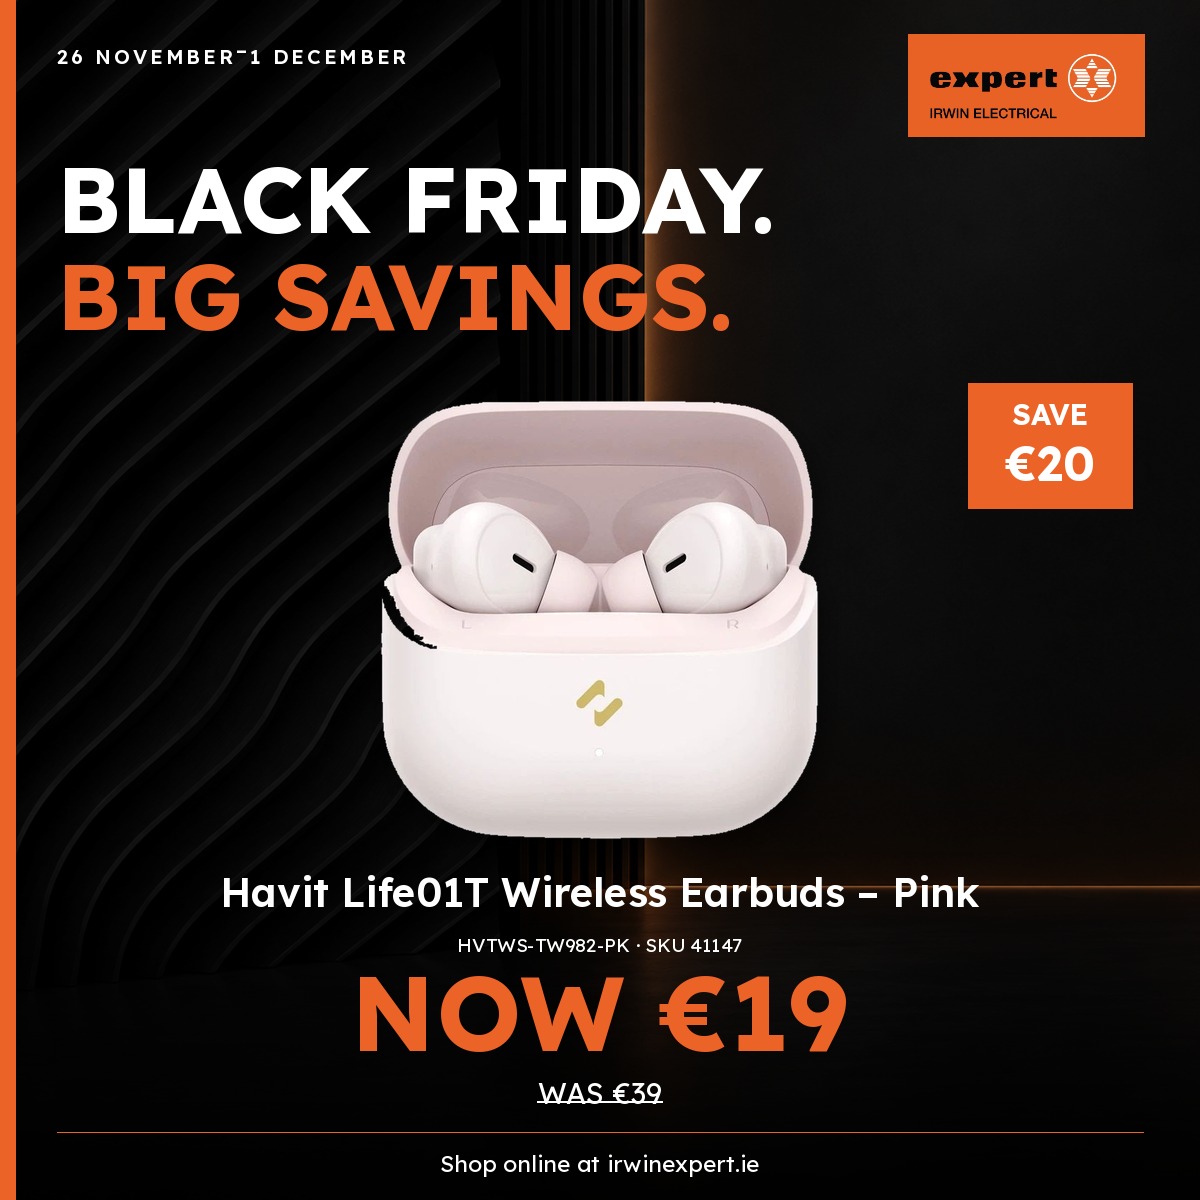 26 NOVEMBER–1 DECEMBER
expert
IRWIN ELECTRICAL
BLACK FRIDAY.
BIG SAVINGS.
SAVE
€20
L R
Havit Life01T Wireless Earbuds – Pink
HVTWS-TW982-PK · SKU 41147
NOW €19
WAS €39
Shop online at irwinexpert.ie